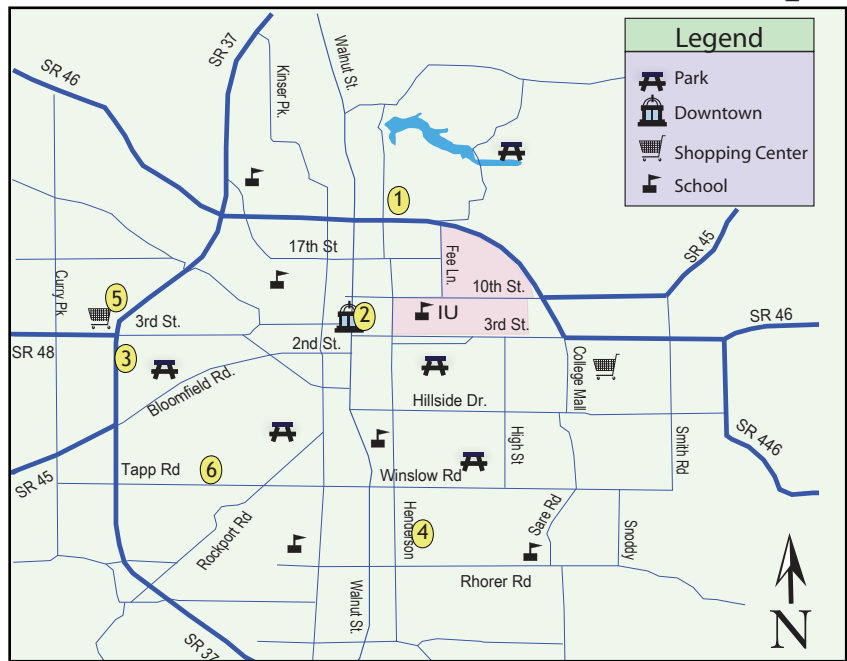 Legend
Park
Downtown
Shopping Center
School
SR 46
SR 37
Kinser Pk.
Walnut St.
1
17th St
Fee Ln.
SR 45
10th St.
Curry Pk
5
3rd St.
2
IU
3rd St.
SR 46
SR 48
3
2nd St.
College Mall
Bloomfield Rd.
Hillside Dr.
High St
Smith Rd
SR 446
SR 45
Tapp Rd
6
Winslow Rd
Rockport Rd
Henderson
4
Sare Rd
Snoddy
Rhorer Rd
Walnut St.
SR 37
N